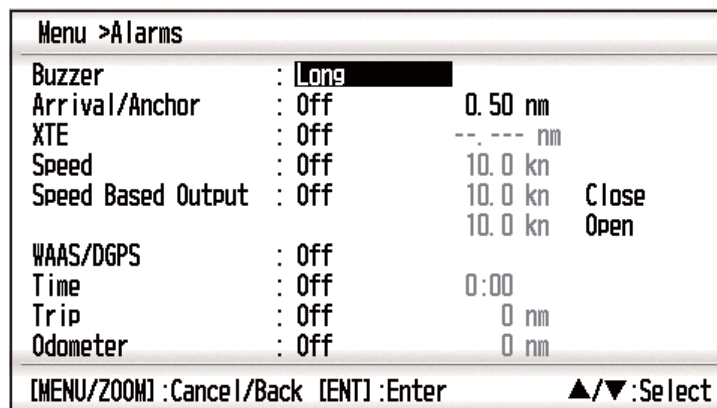 Menu >Alarms
Buzzer : Long
Arrival/Anchor : Off 0.50 nm
XTE : Off --.--- nm
Speed : Off 10.0 kn
Speed Based Output : Off 10.0 kn Close
10.0 kn Open
WAAS/DGPS : Off
Time : Off 0:00
Trip : Off 0 nm
Odometer : Off 0 nm
[MENU/ZOOM]:Cancel/Back [ENT]:Enter ▲/▼:Select